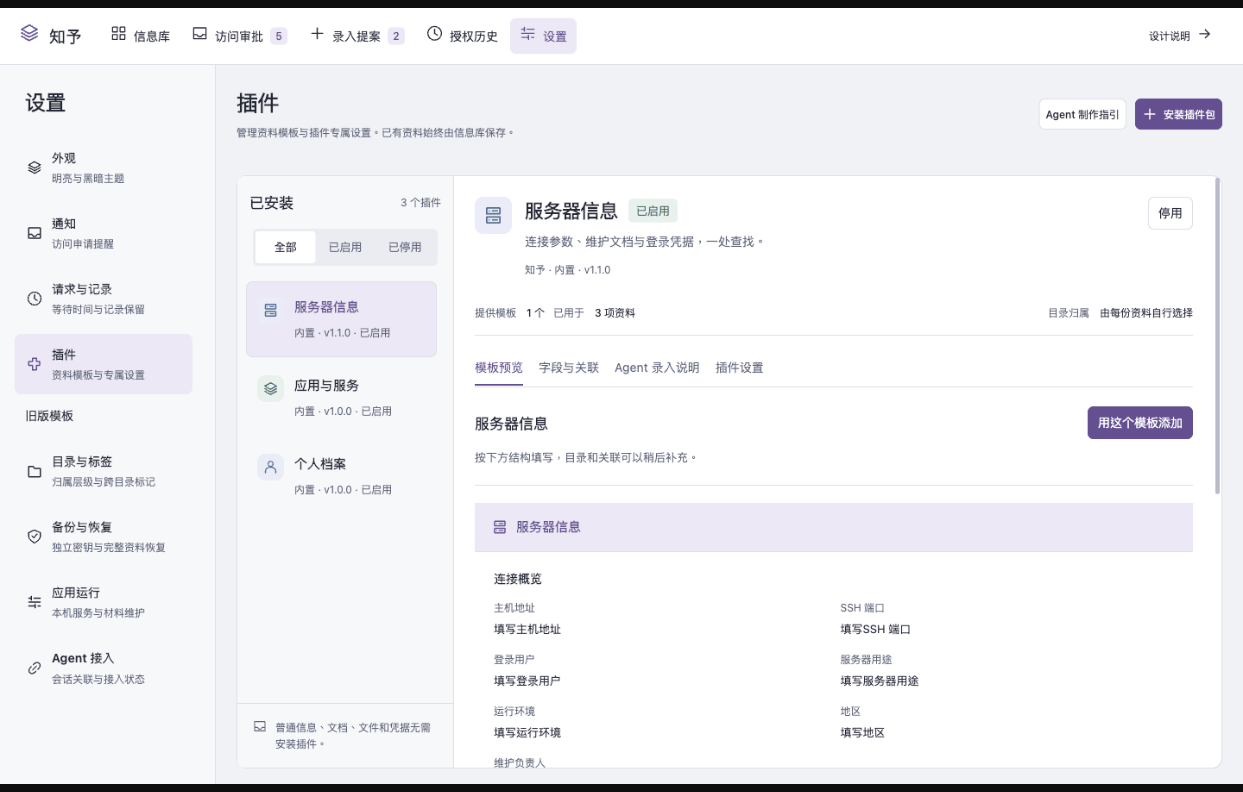 知予
信息库
访问审批 5
录入提案 2
授权历史
设置
设计说明 →
设置
外观
明亮与黑暗主题
通知
访问申请提醒
请求与记录
等待时间与记录保留
插件
资料模板与专属设置
旧版模板
目录与标签
归属层级与跨目录标记
备份与恢复
独立密钥与完整资料恢复
应用运行
本机服务与材料维护
Agent 接入
会话关联与接入状态
插件
管理资料模板与插件专属设置。已有资料始终由信息库保存。
Agent 制作指引
安装插件包
已安装
3 个插件
全部 已启用 已停用
服务器信息
内置 · v1.1.0 · 已启用
应用与服务
内置 · v1.0.0 · 已启用
个人档案
内置 · v1.0.0 · 已启用
普通信息、文档、文件和凭据无需
安装插件。
服务器信息 已启用
停用
连接参数、维护文档与登录凭据，一处查找。
知予 · 内置 · v1.1.0
提供模板 1 个 已用于 3 项资料
目录归属 由每份资料自行选择
模板预览 字段与关联 Agent 录入说明 插件设置
服务器信息
用这个模板添加
按下方结构填写，目录和关联可以稍后补充。
服务器信息
连接概览
主机地址
填写主机地址
SSH 端口
填写SSH 端口
登录用户
填写登录用户
服务器用途
填写服务器用途
运行环境
填写运行环境
地区
填写地区
维护负责人